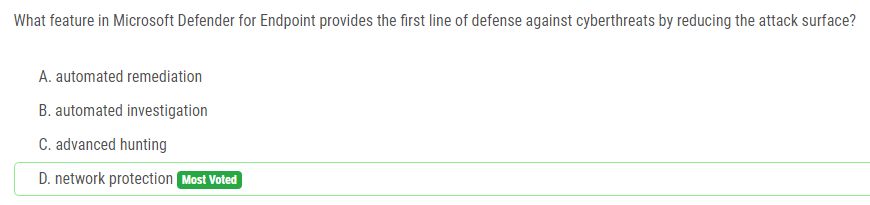 What feature in Microsoft Defender for Endpoint provides the first line of defense against cyberthreats by reducing the attack surface?
A. automated remediation
B. automated investigation
C. advanced hunting
D. network protection Most Voted